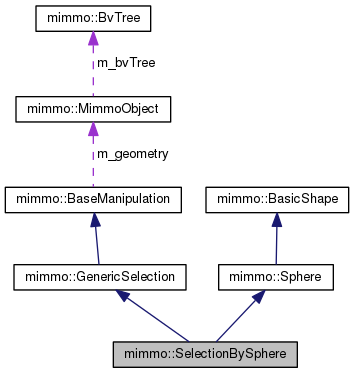 mimmo::BvTree
m_bvTree
mimmo::MimmoObject
m_geometry
mimmo::BaseManipulation
mimmo::BasicShape
mimmo::GenericSelection
mimmo::Sphere
mimmo::SelectionBySphere